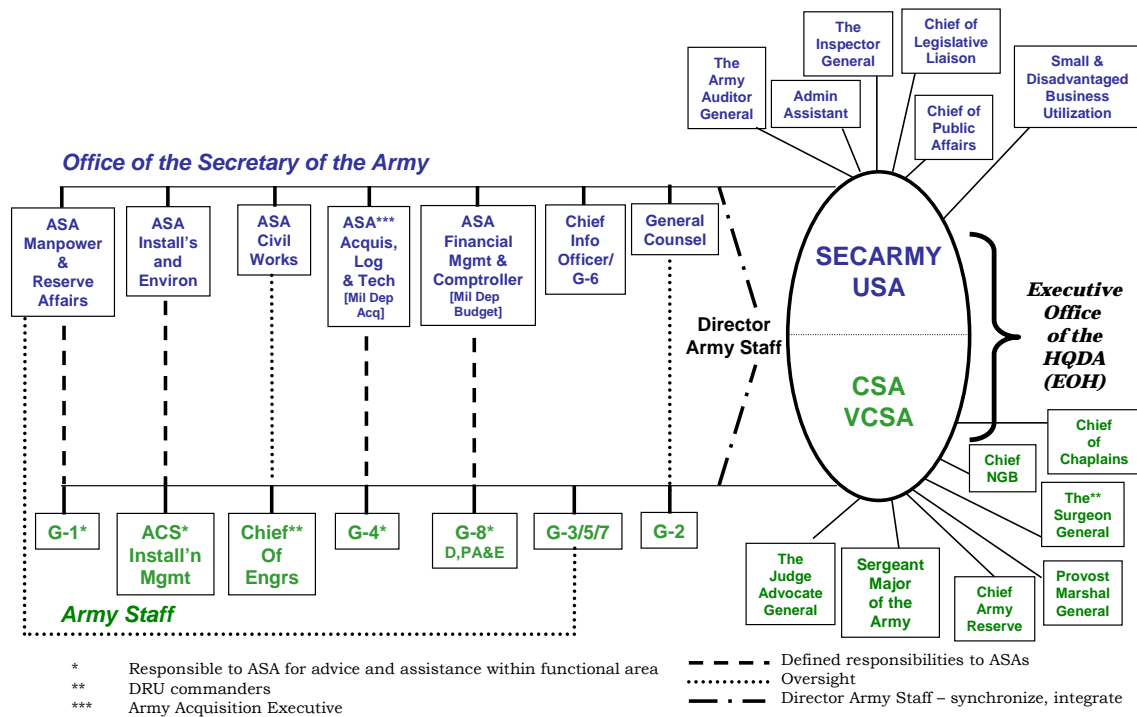 The
Inspector
General
Chief of
Legislative
Liaison
The
Army
Auditor
General
Admin
Assistant
Chief of
Public
Affairs
Small &
Disadvantaged
Business
Utilization
Office of the Secretary of the Army
ASA
Manpower
&
Reserve
Affairs
ASA
Install's
and
Environ
ASA
Civil
Works
ASA***
Acquis,
Log
& Tech
[Mil Dep
Acq]
ASA
Financial
Mgmt &
Comptroller
[Mil Dep
Budget]
Chief
Info
Officer/
G-6
General
Counsel
SECARMY
USA
Director
Army Staff
CSA
VCSA
Executive
Office
of the
HQDA
(EOH)
G-1*
ACS*
Install'n
Mgmt
Chief**
Of
Engrs
G-4*
G-8*
D,PA&E
G-3/5/7
G-2
Army Staff
Chief
of
Chaplains
Chief
NGB
The**
Surgeon
General
Provost
Marshal
General
Chief
Army
Reserve
Sergeant
Major
of the
Army
The
Judge
Advocate
General
* Responsible to ASA for advice and assistance within functional area
** DRU commanders
*** Army Acquisition Executive
Defined responsibilities to ASAs
Oversight
Director Army Staff – synchronize, integrate